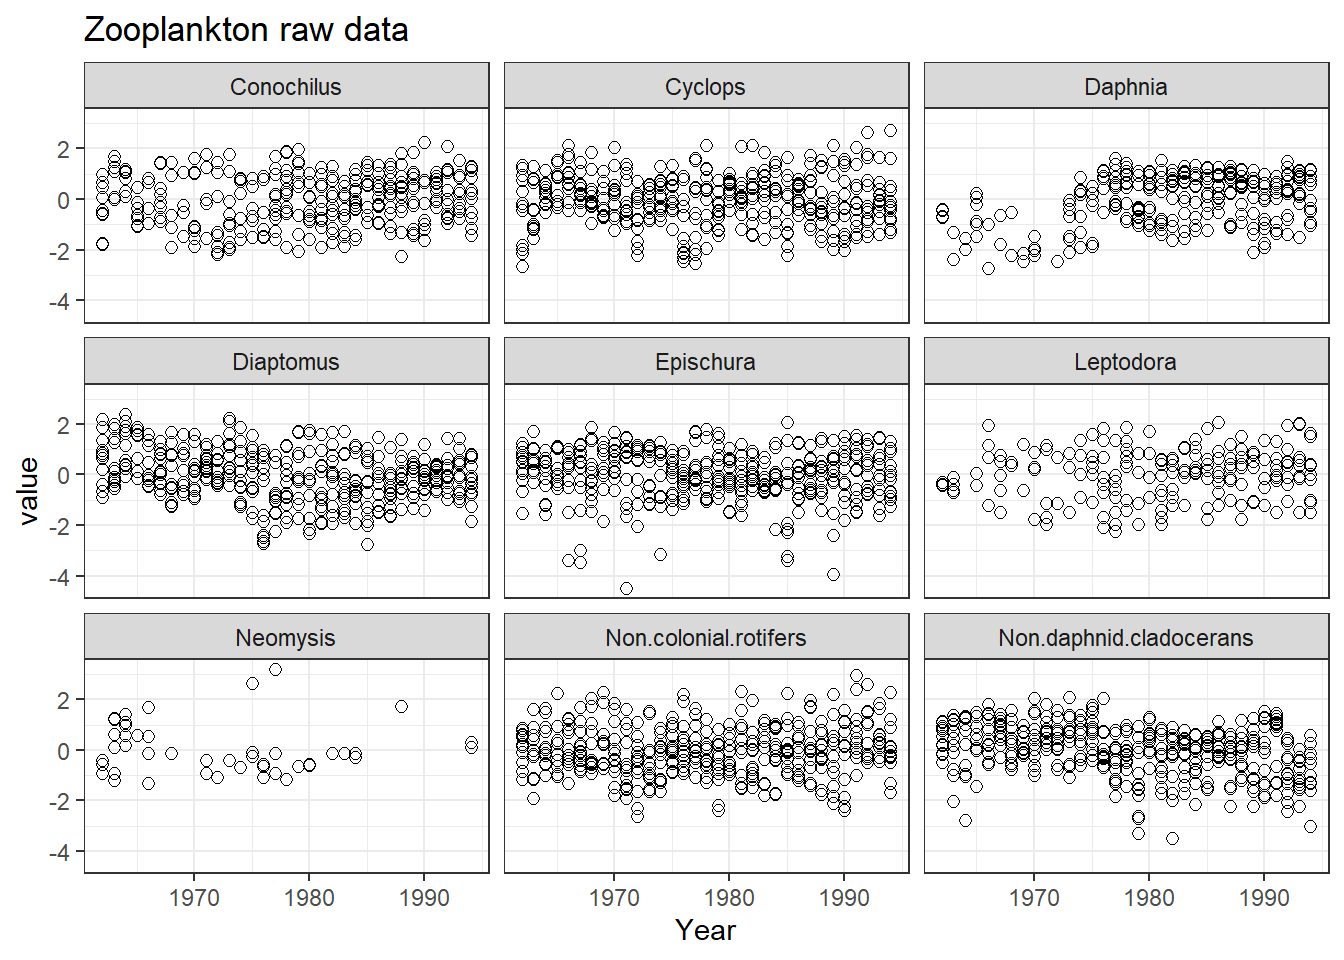 Zooplankton raw data
Conochilus
Cyclops
Daphnia
2
0
-2
-4
Diaptomus
Epischura
Leptodora
2
0
-2
-4
value
Neomysis
Non.colonial.rotifers
Non.daphnid.cladocerans
2
0
-2
-4
1970 1980 1990
1970 1980 1990
1970 1980 1990
Year